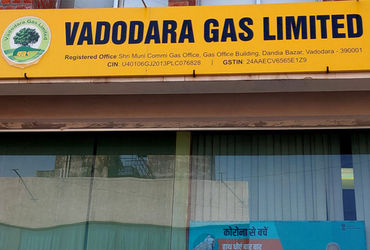 Vadodara Gas Limited
VADODARA GAS LIMITED
Registered Office Shri Muni Commi Gas Office, Gas Office Building, Dandia Bazar, Vadodara - 390001
CIN: U40106GJ2013PLC076828 | GSTIN: 24AAECV6565E1Z9
कोरोना से बचें
हाथ धोएं बार बार